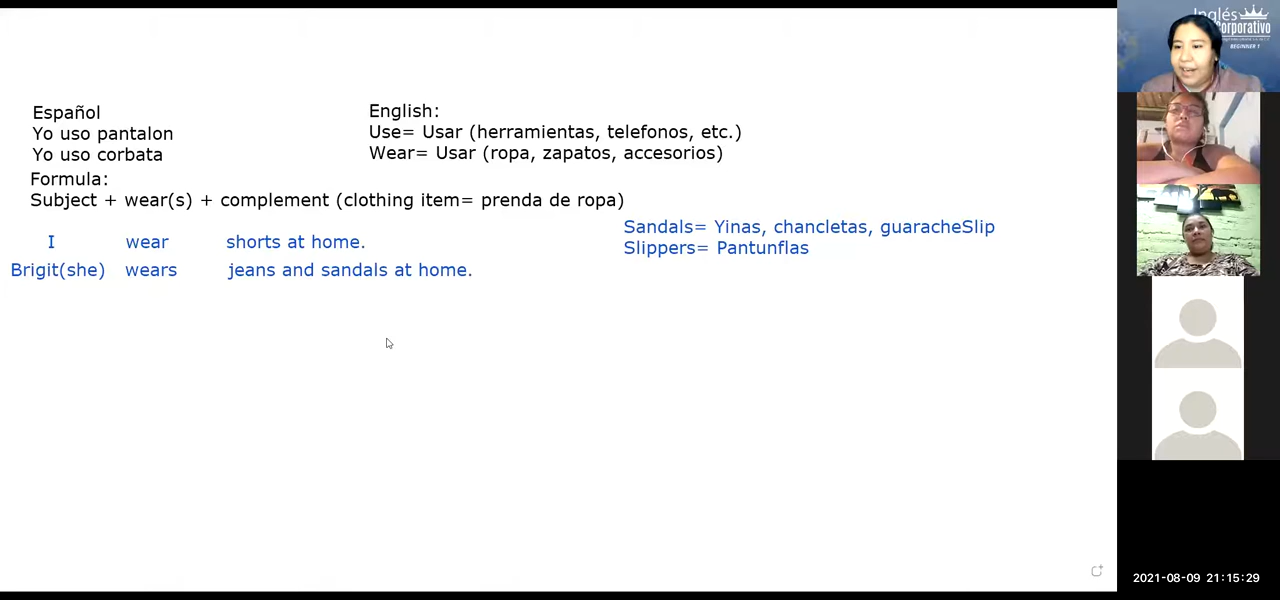 Español
Yo uso pantalon
Yo uso corbata
English:
Use= Usar (herramientas, telefonos, etc.)
Wear= Usar (ropa, zapatos, accesorios)
Formula:
Subject + wear(s) + complement (clothing item= prenda de ropa)
I wear shorts at home.
Brigit(she) wears jeans and sandals at home.
Sandals= Yinas, chancletas, guaracheSlip
Slippers= Pantunflas
Inglés
Corporativo
BEGINNER 1
2021-08-09 21:15:29